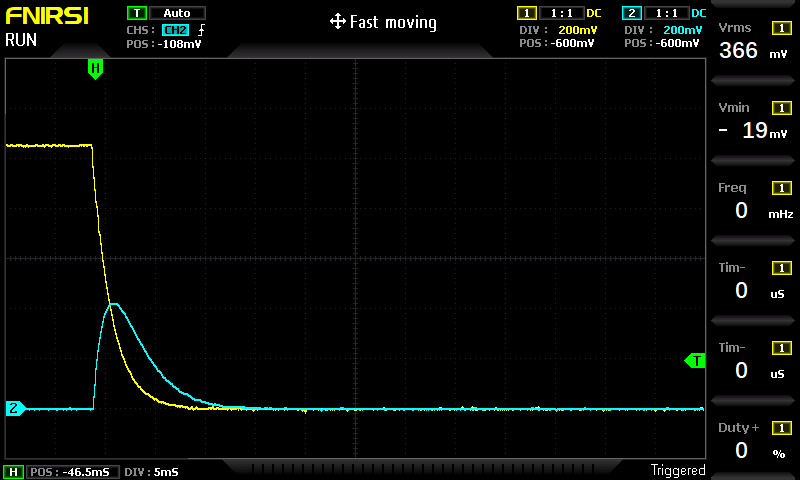 FNIRSI
RUN
T Auto
CHS: CH2
POS: -108mV
Fast moving
1 1:1 DC
DIV: 200mV
POS: -600mV
2 1:1 DC
DIV: 200mV
POS: -600mV
H
Vrms 1
366 mV
Vmin 1
- 19 mV
Freq 1
0 mHz
Tim- 1
0 uS
Tim- 1
0 uS
Duty+ 1
0 %
T
2
H POS: -46.5mS DIV: 5mS
Triggered